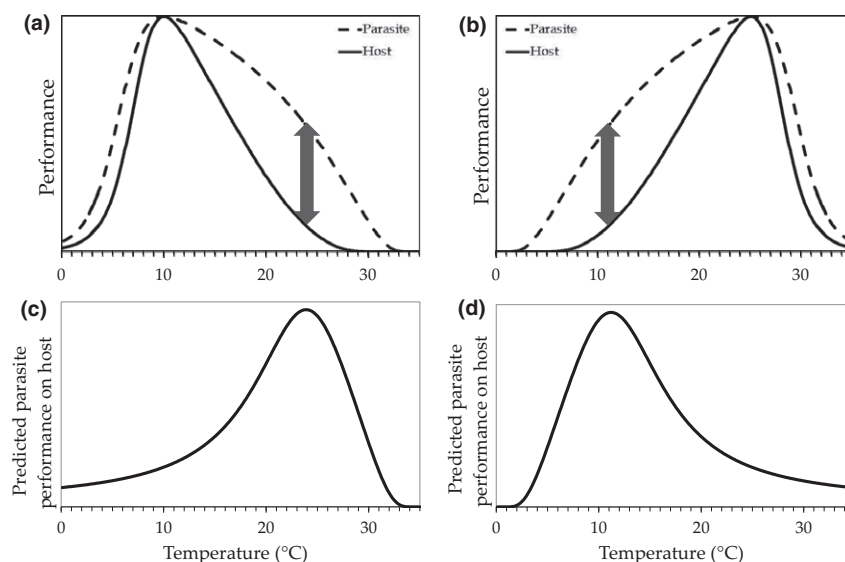 (a)
Parasite
Host
Performance
0 10 20 30
(b)
Parasite
Host
Performance
0 10 20 30
(c)
Predicted parasite
performance on host
0 10 20 30
Temperature (°C)
(d)
Predicted parasite
performance on host
0 10 20 30
Temperature (°C)